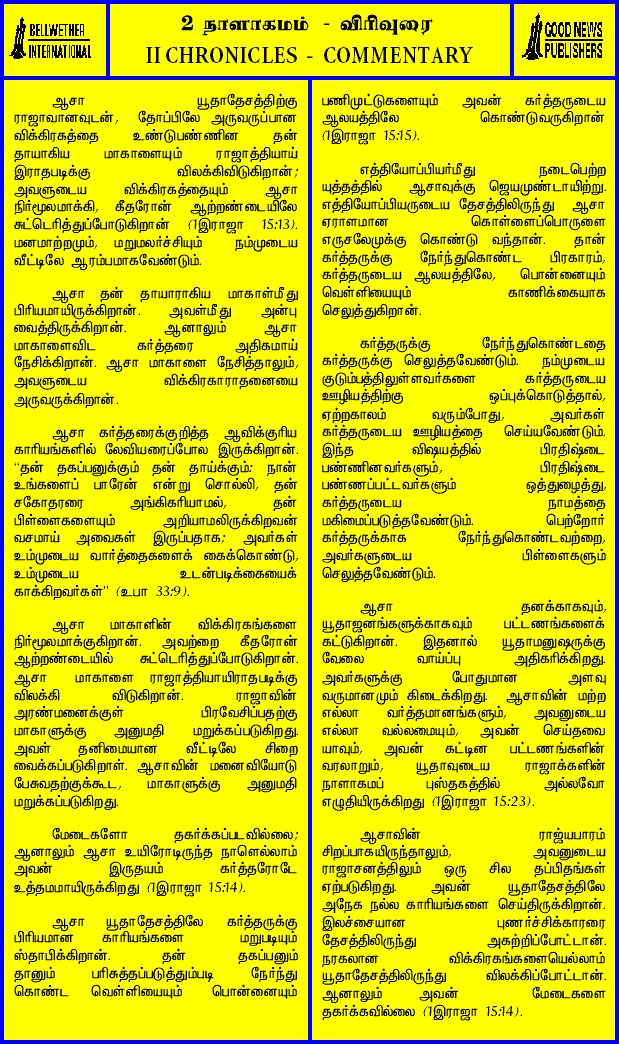 BELLWETHER
INTERNATIONAL
2 நாளாகமம் - விரிவுரை
II CHRONICLES - COMMENTARY
GOOD NEWS
PUBLISHERS
ஆசா யூதாதேசத்திற்கு
ராஜாவானவுடன், தோப்பிலே அருவருப்பான
விக்கிரகத்தை உண்டுபண்ணின தன்
தாயாகிய மாகாளையும் ராஜாத்தியாய்
இராதபடிக்கு விலக்கிவிடுகிறான்;
அவளுடைய விக்கிரகத்தையும் ஆசா
நிர்மூலமாக்கி, கீதரோன் ஆற்றண்டையிலே
சுட்டெரித்துப்போடுகிறான் (1இராஜா 15:13).
மனமாற்றமும், மறுமலர்ச்சியும் நம்முடைய
வீட்டிலே ஆரம்பமாகவேண்டும்.
ஆசா தன் தாயாராகிய மாகாள்மீது
பிரியமாயிருக்கிறான். அவள்மீது அன்பு
வைத்திருக்கிறான். ஆனாலும் ஆசா
மாகாளைவிட கர்த்தரை அதிகமாய்
நேசிக்கிறான். ஆசா மாகாளை நேசித்தாலும்,
அவளுடைய விக்கிரகாராதனையை
அருவருக்கிறான்.
ஆசா கர்த்தரைக்குறித்த ஆவிக்குரிய
காரியங்களில் லேவியரைப்போல இருக்கிறான்.
“தன் தகப்பனுக்கும் தன் தாய்க்கும்: நான்
உங்களைப் பாரேன் என்று சொல்லி, தன்
சகோதரரை அங்கிகரியாமல், தன்
பிள்ளைகளையும் அறியாமலிருக்கிறவன்
வசமாய் அவைகள் இருப்பதாக; அவர்கள்
உம்முடைய வார்த்தைகளைக் கைக்கொண்டு,
உம்முடைய உடன்படிக்கையைக்
காக்கிறவர்கள்” (உபா 33:9).
ஆசா மாகாளின் விக்கிரகங்களை
நிர்மூலமாக்குகிறான். அவற்றை கீதரோன்
ஆற்றண்டையில் சுட்டெரித்துப்போடுகிறான்.
ஆசா மாகாளை ராஜாத்தியாயிராதபடிக்கு
விலக்கி விடுகிறான். ராஜாவின்
அரண்மனைக்குள் பிரவேசிப்பதற்கு
மாகாளுக்கு அனுமதி மறுக்கப்படுகிறது.
அவள் தனிமையான வீட்டிலே சிறை
வைக்கப்படுகிறாள். ஆசாவின் மனைவியோடு
பேசுவதற்குக்கூட, மாகாளுக்கு அனுமதி
மறுக்கப்படுகிறது.
மேடைகளோ தகர்க்கப்படவில்லை;
ஆனாலும் ஆசா உயிரோடிருந்த நாளெல்லாம்
அவன் இருதயம் கர்த்தரோடே
உத்தமமாயிருக்கிறது (1இராஜா 15:14).
ஆசா யூதாதேசத்திலே கர்த்தருக்கு
பிரியமான காரியங்களை மறுபடியும்
ஸ்தாபிக்கிறான். தன் தகப்பனும்
தானும் பரிசுத்தப்படுத்தும்படி நேர்ந்து
கொண்ட வெள்ளியையும் பொன்னையும்
பணிமுட்டுகளையும் அவன் கர்த்தருடைய
ஆலயத்திலே கொண்டுவருகிறான்
(1இராஜா 15:15).
எத்தியோப்பியர்மீது நடைபெற்ற
யுத்தத்தில் ஆசாவுக்கு ஜெயமுண்டாயிற்று.
எத்தியோப்பியருடைய தேசத்திலிருந்து ஆசா
ஏராளமான கொள்ளைப்பொருளை
எருசலேமுக்கு கொண்டு வந்தான். தான்
கர்த்தருக்கு நேர்ந்துகொண்ட பிரகாரம்,
கர்த்தருடைய ஆலயத்திலே, பொன்னையும்
வெள்ளியையும் காணிக்கையாக
செலுத்துகிறான்.
கர்த்தருக்கு நேர்ந்துகொண்டதை
கர்த்தருக்கு செலுத்தவேண்டும். நம்முடைய
குடும்பத்திலுள்ளவர்களை கர்த்தருடைய
ஊழியத்திற்கு ஒப்புக்கொடுத்தால்,
ஏற்றகாலம் வரும்போது, அவர்கள்
கர்த்தருடைய ஊழியத்தை செய்யவேண்டும்.
இந்த விஷயத்தில் பிரதிஷ்டை
பண்ணினவர்களும், பிரதிஷ்டை
பண்ணப்பட்டவர்களும் ஒத்துழைத்து,
கர்த்தருடைய நாமத்தை
மகிமைப்படுத்தவேண்டும். பெற்றோர்
கர்த்தருக்காக நேர்ந்துகொண்டவற்றை,
அவர்களுடைய பிள்ளைகளும்
செலுத்தவேண்டும்.
ஆசா தனக்காகவும்,
யூதாஜனங்களுக்காகவும் பட்டணங்களைக்
கட்டுகிறான். இதனால் யூதாமனுஷருக்கு
வேலை வாய்ப்பு அதிகரிக்கிறது.
அவர்களுக்கு போதுமான அளவு
வருமானமும் கிடைக்கிறது. ஆசாவின் மற்ற
எல்லா வர்த்தமானங்களும், அவனுடைய
எல்லா வல்லமையும், அவன் செய்தவை
யாவும், அவன் கட்டின பட்டணங்களின்
வரலாறும், யூதாவுடைய ராஜாக்களின்
நாளாகமப் புஸ்தகத்தில் அல்லவோ
எழுதியிருக்கிறது (1இராஜா 15:23).
ஆசாவின் ராஜ்யபாரம்
சிறப்பாகயிருந்தாலும், அவனுடைய
ராஜாசனத்திலும் ஒரு சில தப்பிதங்கள்
ஏற்படுகிறது. அவன் யூதாதேசத்திலே
அநேக நல்ல காரியங்களை செய்திருக்கிறான்.
இலச்சையான புணர்ச்சிக்காரரை
தேசத்திலிருந்து அகற்றிப்போட்டான்.
நரகலான விக்கிரகங்களையெல்லாம்
யூதாதேசத்திலிருந்து விலக்கிப்போட்டான்.
ஆனாலும் அவன் மேடைகளை
தகர்க்கவில்லை (1இராஜா 15:14).